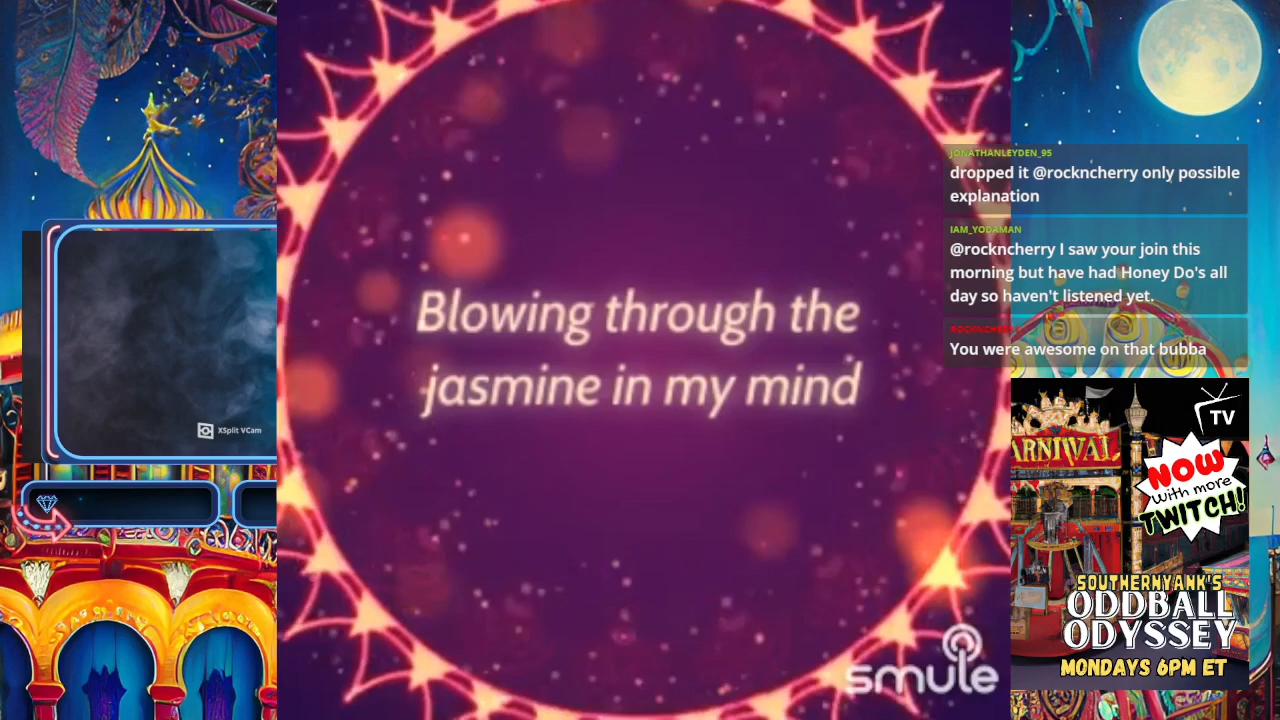 Blowing through the
jasmine in my mind
JONATHANLEYDEN_95
dropped it @rockncherry only possible
explanation
IAM_YODAMAN
@rockncherry I saw your join this
morning but have had Honey Do's all
day so haven't listened yet.
ROCKNCHERRY
You were awesome on that bubba
XSplit VCam
TV
ARNIVAL
NOW
with more
TWITCH!
SOUTHERNYANK'S
ODDBALL
ODYSSEY
MONDAYS 6PM ET
smule